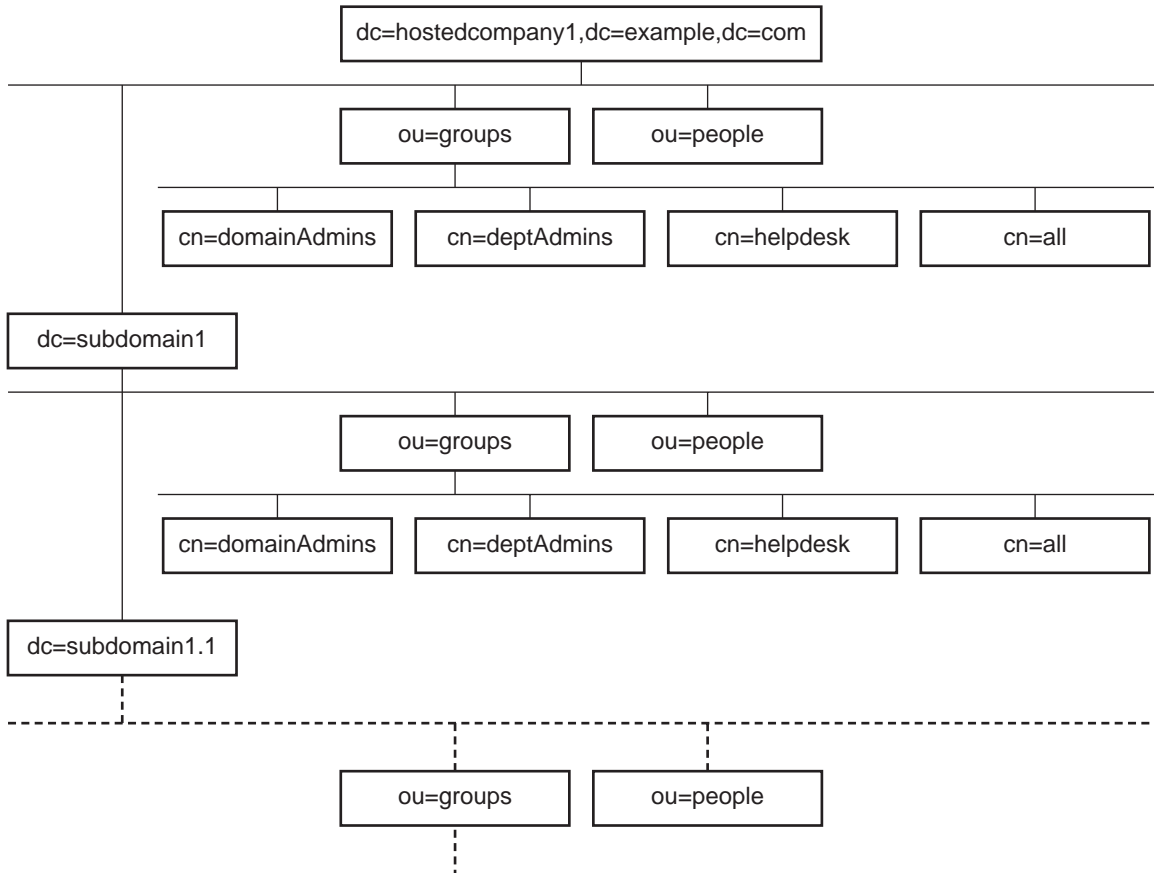 dc=hostedcompany1,dc=example,dc=com
ou=groups
ou=people
cn=domainAdmins
cn=deptAdmins
cn=helpdesk
cn=all
dc=subdomain1
ou=groups
ou=people
cn=domainAdmins
cn=deptAdmins
cn=helpdesk
cn=all
dc=subdomain1.1
ou=groups
ou=people